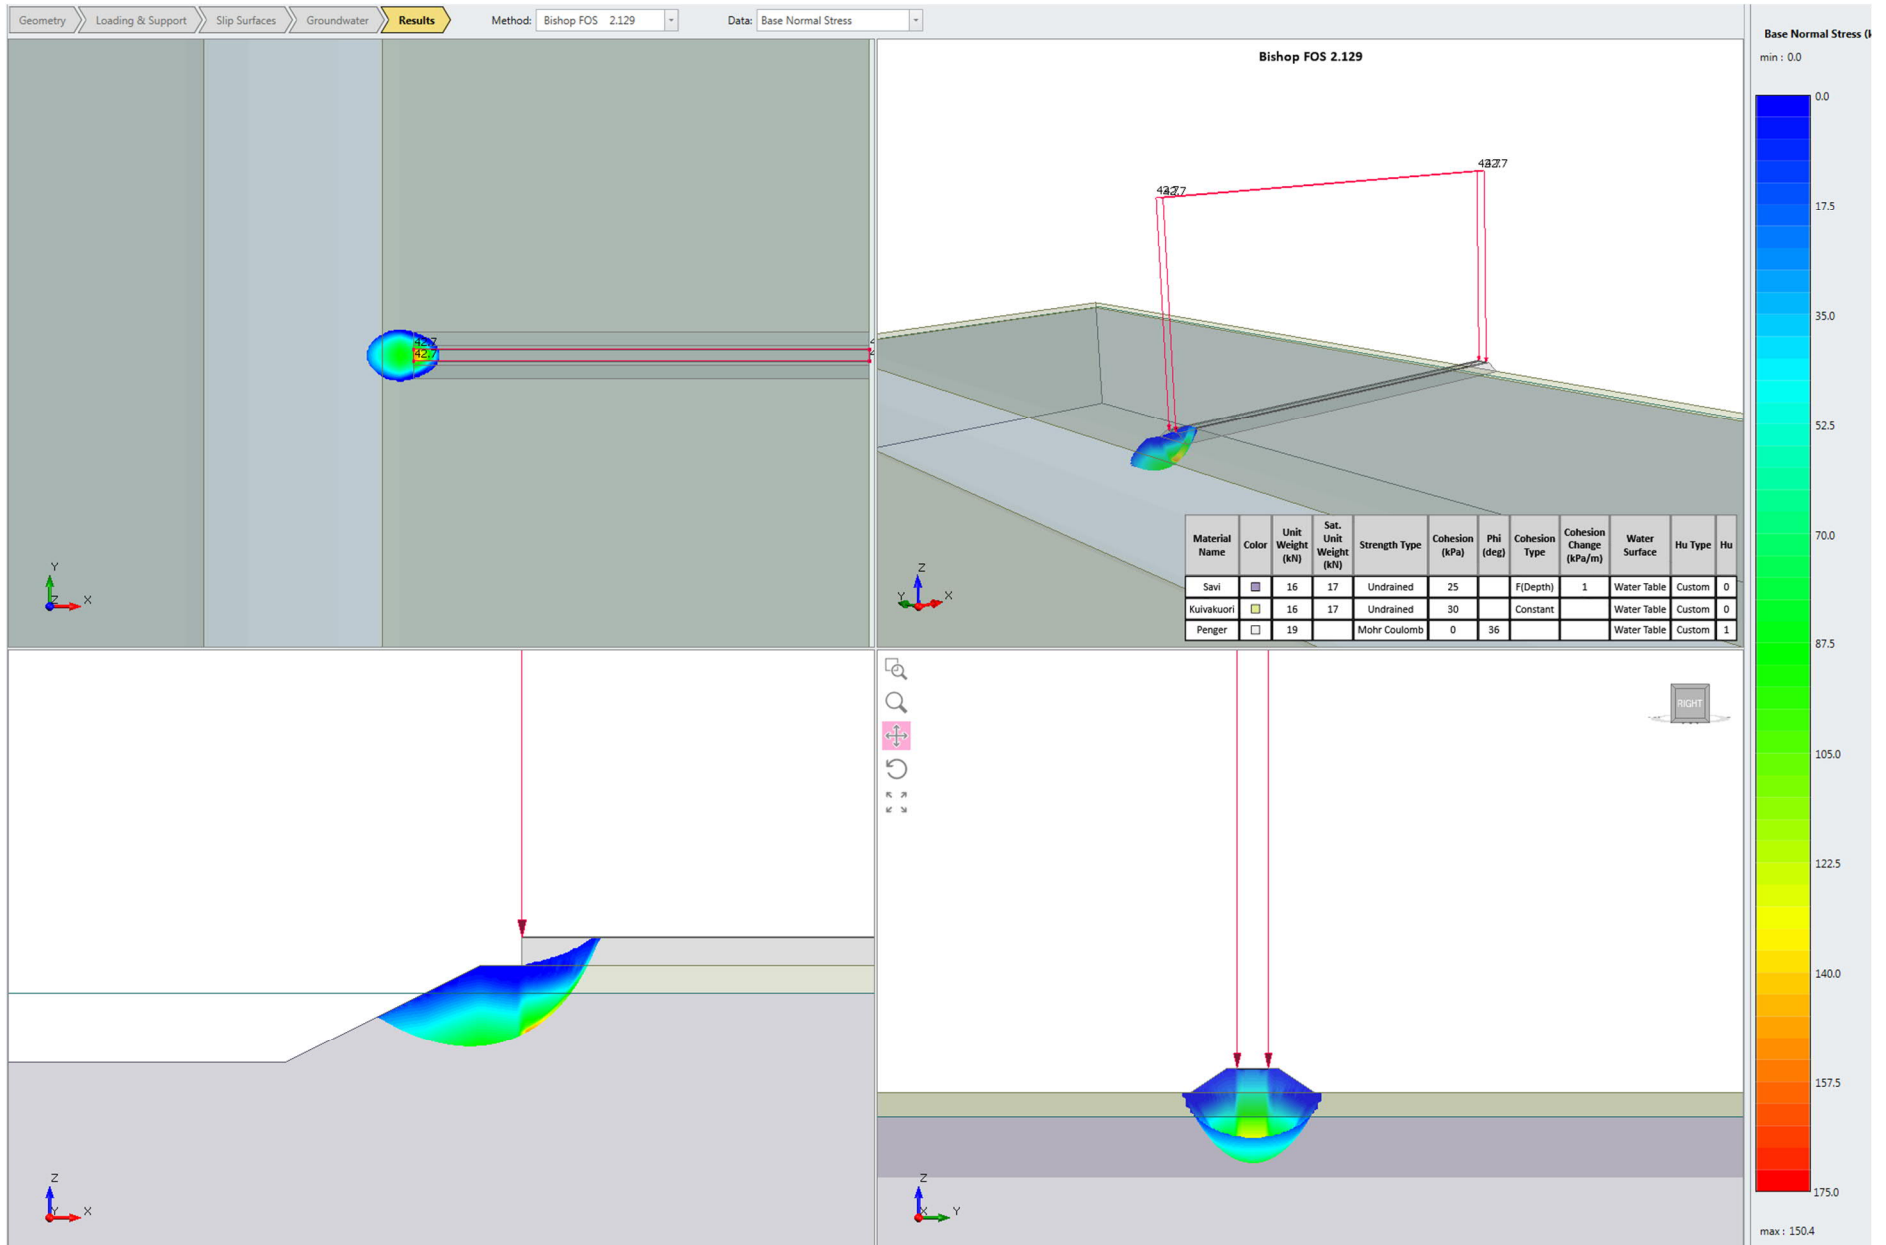 Geometry Loading & Support Slip Surfaces Groundwater Results Method: Bishop FOS 2.129 Data: Base Normal Stress
Base Normal Stress (k
min : 0.0
Bishop FOS 2.129
42.7
42.7
Y
X
Z
Y
X
Material Name Color Unit Weight (kN) Sat. Unit Weight (kN) Strength Type Cohesion (kPa) Phi (deg) Cohesion Type Cohesion Change (kPa/m) Water Surface Hu Type Hu
Savi 16 17 Undrained 25 F(Depth) 1 Water Table Custom 0
Kuivakuori 16 17 Undrained 30 Constant Water Table Custom 0
Penger 19 Mohr Coulomb 0 36 Water Table Custom 1
RIGHT
Z
X
Z
Y
0.0
17.5
35.0
52.5
70.0
87.5
105.0
122.5
140.0
157.5
175.0
max : 150.4